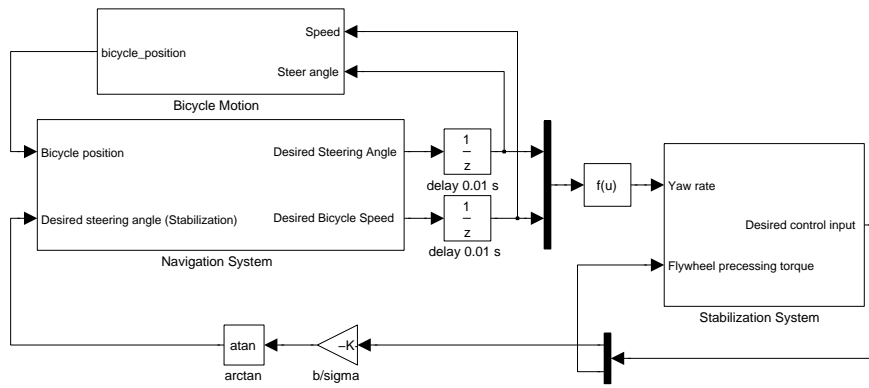 Speed
bicycle_position
Steer angle
Bicycle Motion
Bicycle position
Desired Steering Angle
1
z
delay 0.01 s
Desired steering angle (Stabilization)
Desired Bicycle Speed
1
z
delay 0.01 s
Navigation System
f(u)
Yaw rate
Desired control input
Flywheel precessing torque
Stabilization System
atan
arctan
−K−
b/sigma